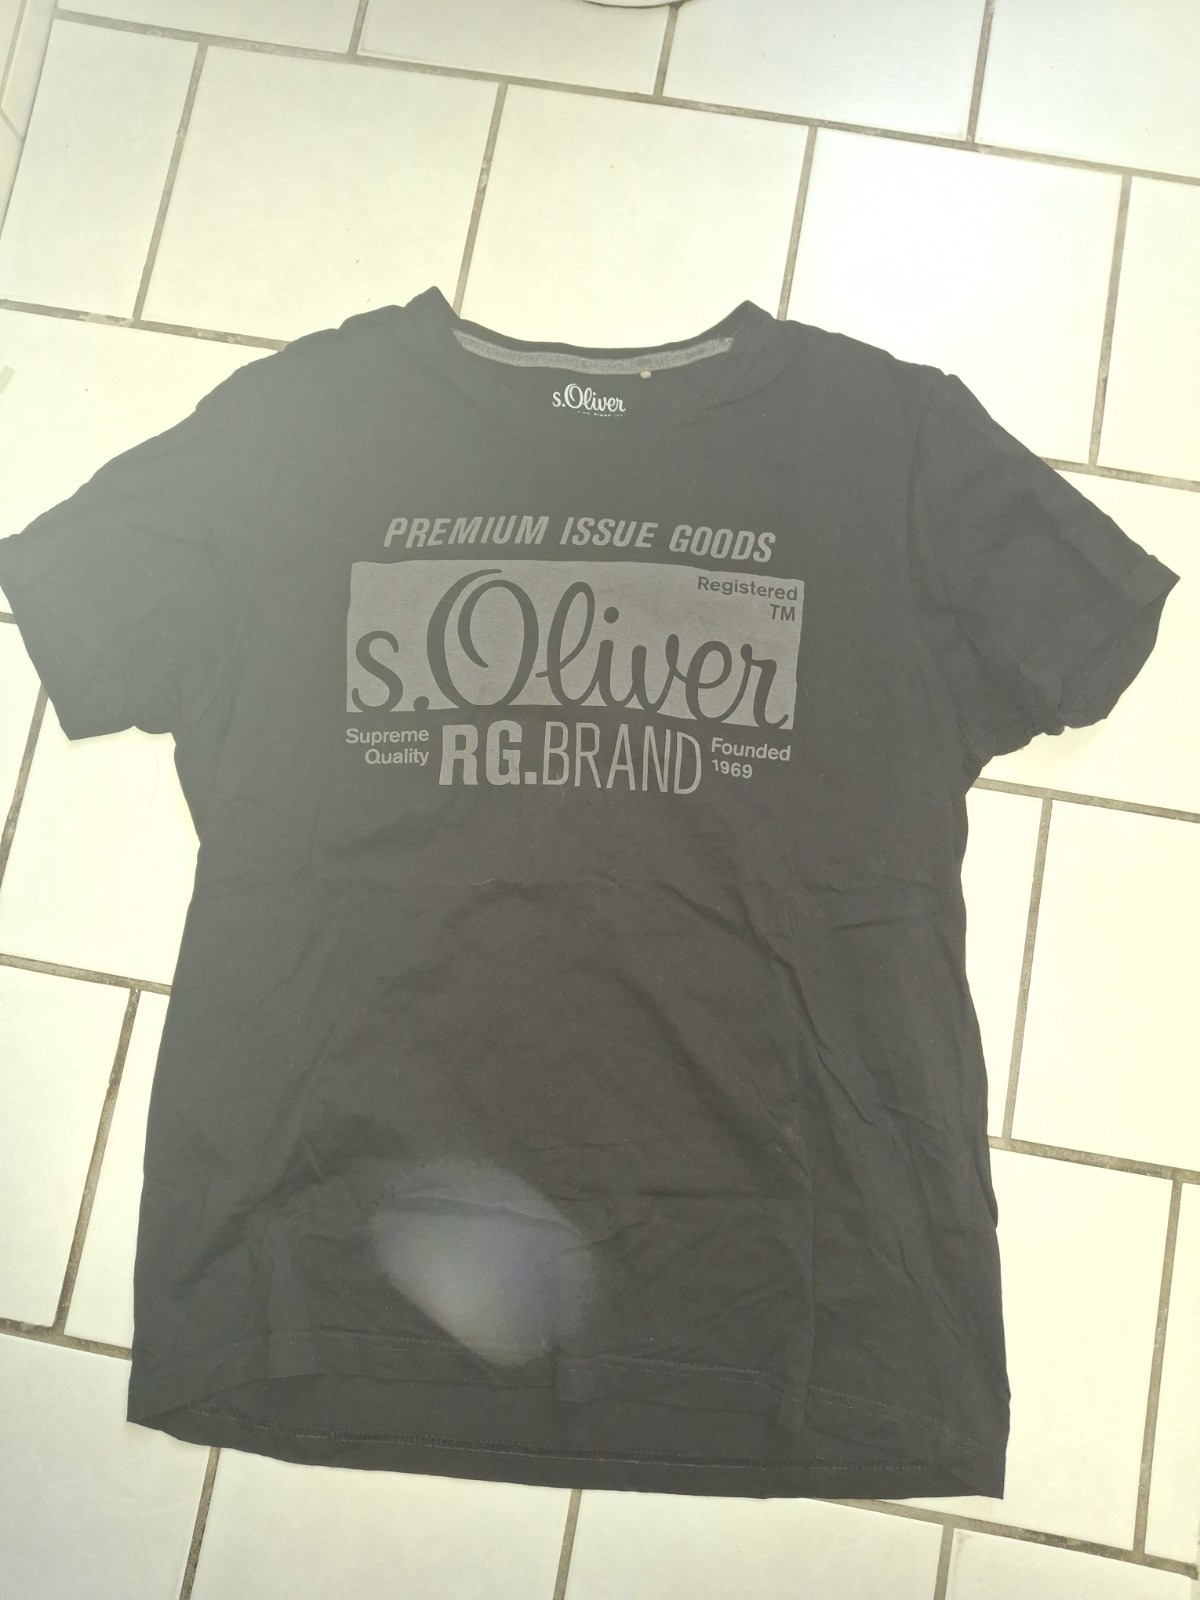 s.Oliver
PREMIUM ISSUE GOODS
Registered
TM
s.Oliver
Supreme
Quality
RG.BRAND
Founded
1969